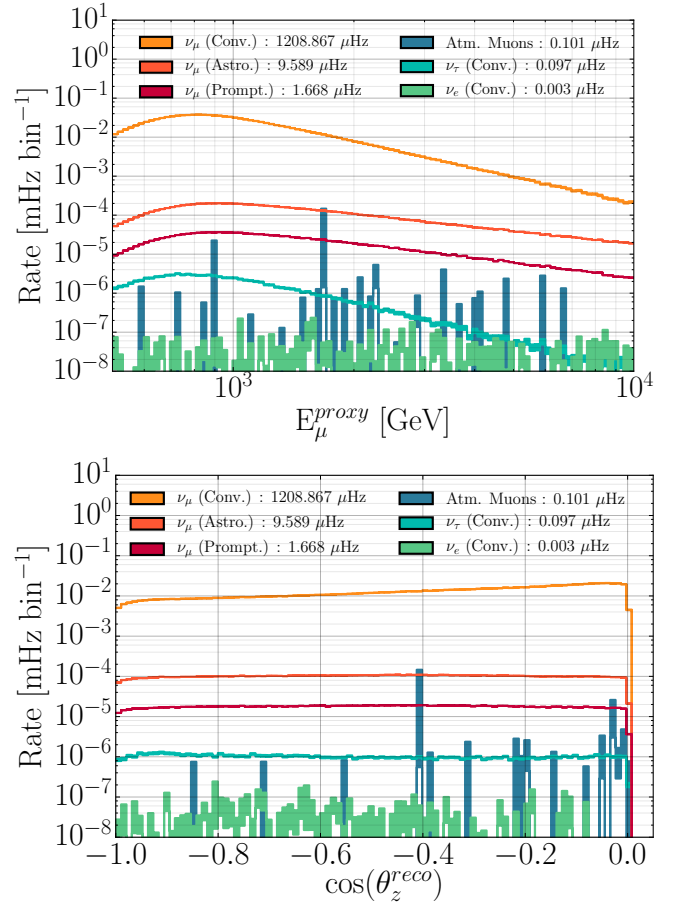 10^1
10^0
10^{-1}
10^{-2}
10^{-3}
10^{-4}
10^{-5}
10^{-6}
10^{-7}
10^{-8}
Rate [mHz bin^{-1}]
ν_μ (Conv.) : 1208.867 μHz
ν_μ (Astro.) : 9.589 μHz
ν_μ (Prompt.) : 1.668 μHz
Atm. Muons : 0.101 μHz
ν_τ (Conv.) : 0.097 μHz
ν_e (Conv.) : 0.003 μHz
10^3 10^4
E_μ^{proxy} [GeV]
10^1
10^0
10^{-1}
10^{-2}
10^{-3}
10^{-4}
10^{-5}
10^{-6}
10^{-7}
10^{-8}
Rate [mHz bin^{-1}]
ν_μ (Conv.) : 1208.867 μHz
ν_μ (Astro.) : 9.589 μHz
ν_μ (Prompt.) : 1.668 μHz
Atm. Muons : 0.101 μHz
ν_τ (Conv.) : 0.097 μHz
ν_e (Conv.) : 0.003 μHz
−1.0 −0.8 −0.6 −0.4 −0.2 0.0
cos(θ_z^{reco})